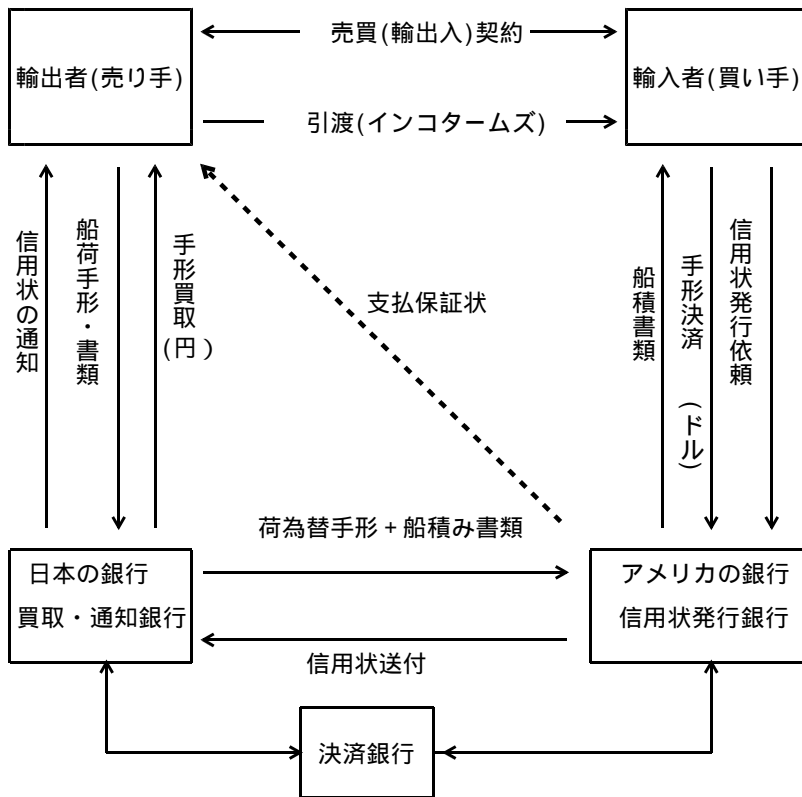 売買(輸出入)契約
輸出者(売り手)
輸入者(買い手)
引渡(インコタームズ)
信用状の通知
船荷手形・書類
手形買取(円)
支払保証状
船積書類
手形決済(ドル)
信用状発行依頼
荷為替手形+船積み書類
日本の銀行
買取・通知銀行
アメリカの銀行
信用状発行銀行
信用状送付
決済銀行